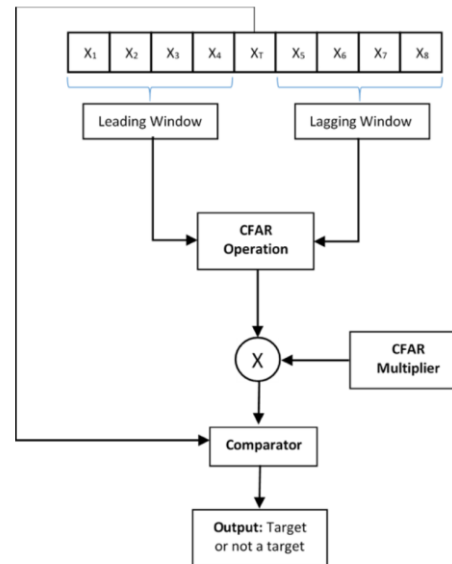 X₁ X₂ X₃ X₄ X_T X₅ X₆ X₇ X₈
Leading Window
Lagging Window
CFAR
Operation
X
CFAR
Multiplier
Comparator
Output: Target
or not a target